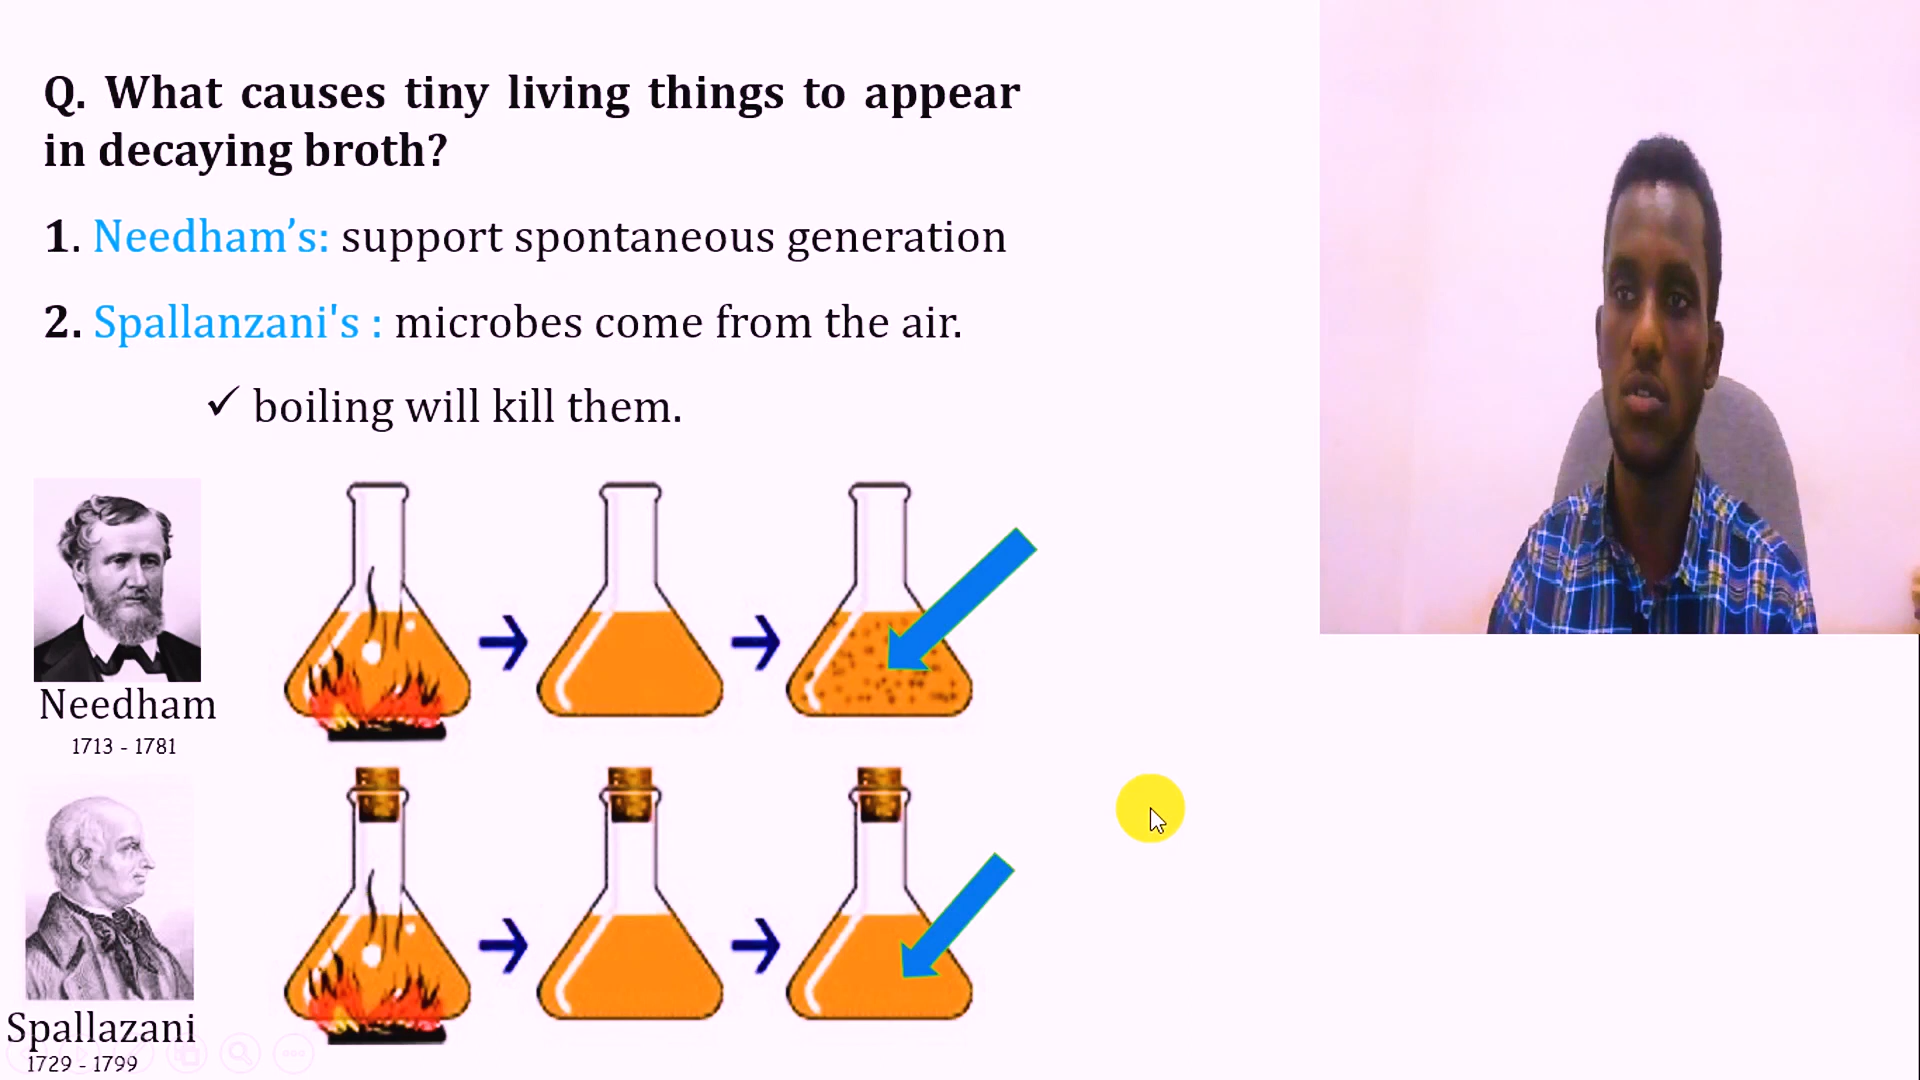 Q. What causes tiny living things to appear
in decaying broth?
1. Needham’s: support spontaneous generation
2. Spallanzani's : microbes come from the air.
✓ boiling will kill them.
Needham
1713 - 1781
Spallazani
1729 - 1799